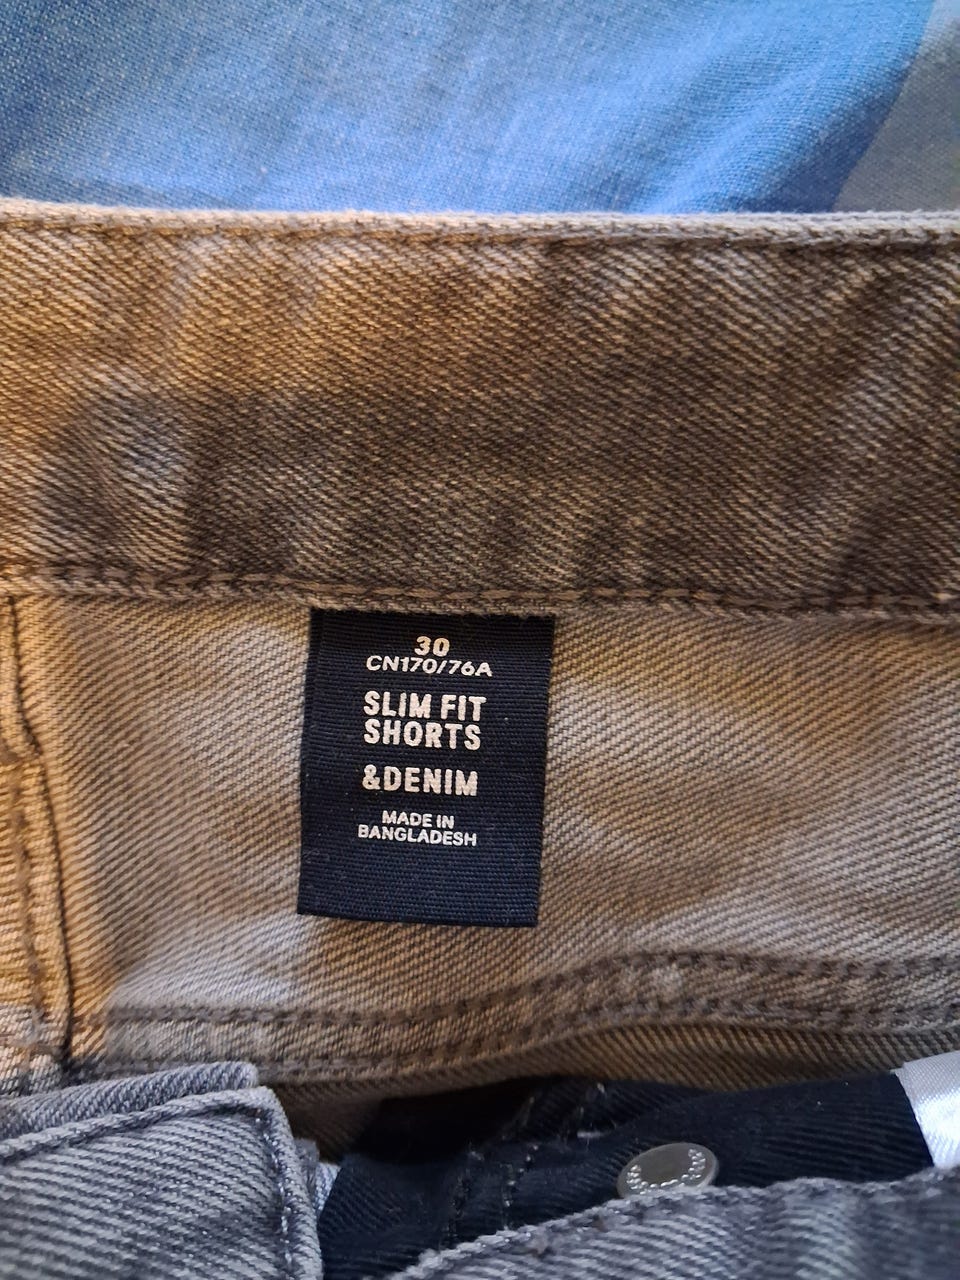 30
CN170/76A
SLIM FIT
SHORTS
&DENIM
MADE IN
BANGLADESH